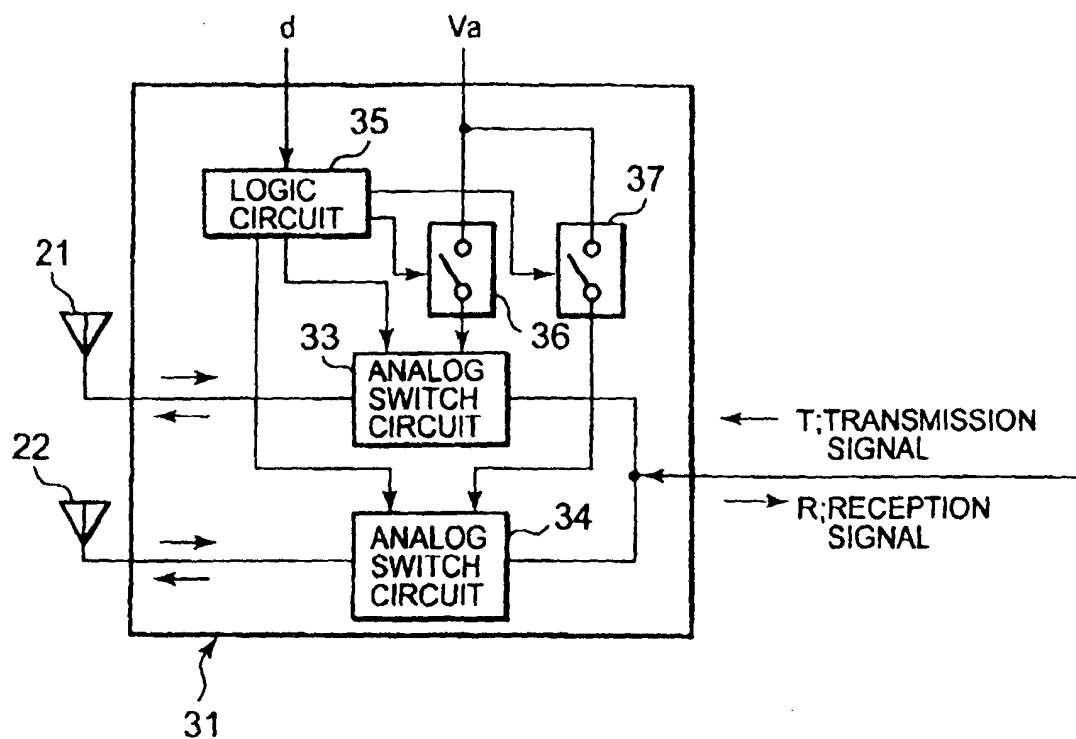 d
Va
35
LOGIC
CIRCUIT
37
21
36
33
ANALOG
SWITCH
CIRCUIT
T;TRANSMISSION
SIGNAL
22
R;RECEPTION
SIGNAL
34
ANALOG
SWITCH
CIRCUIT
31